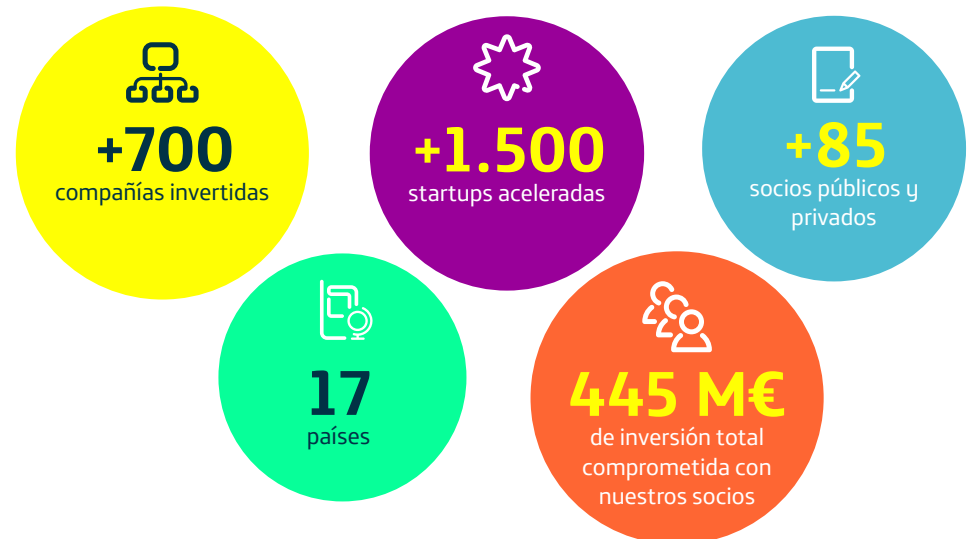 +700
compañías invertidas
+1.500
startups aceleradas
+85
socios públicos y
privados
17
países
445 M€
de inversión total
comprometida con
nuestros socios